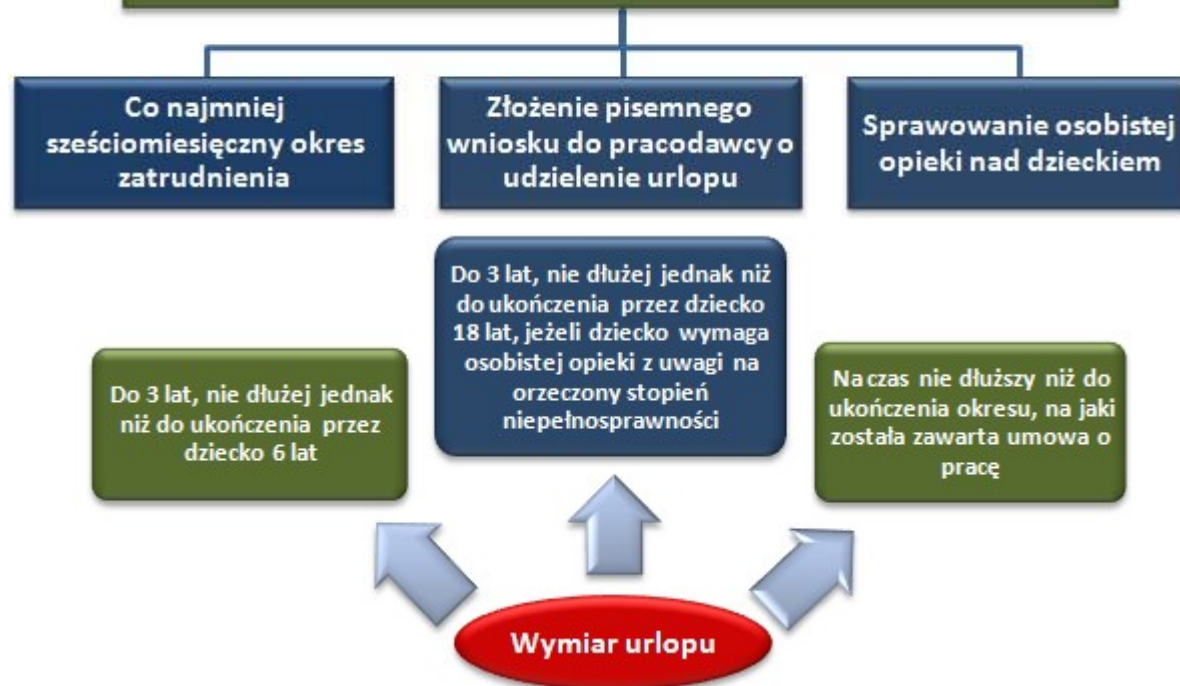 Co najmniej
sześciomiesięczny okres
zatrudnienia
Złożenie pisemnego
wniosku do pracodawcy o
udzielenie urlopu
Sprawowanie osobistej
opieki nad dzieckiem
Do 3 lat, nie dłużej jednak
niż do ukończenia przez
dziecko 6 lat
Do 3 lat, nie dłużej jednak niż
do ukończenia przez dziecko
18 lat, jeżeli dziecko wymaga
osobistej opieki z uwagi na
orzeczony stopień
niepełnosprawności
Na czas nie dłuższy niż do
ukończenia okresu, na jaki
została zawarta umowa o
pracę
Wymiar urlopu